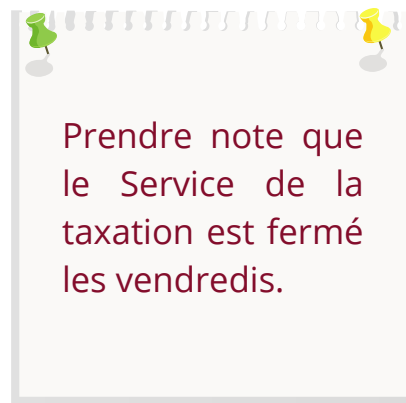 Prendre note que
le Service de la
taxation est fermé
les vendredis.